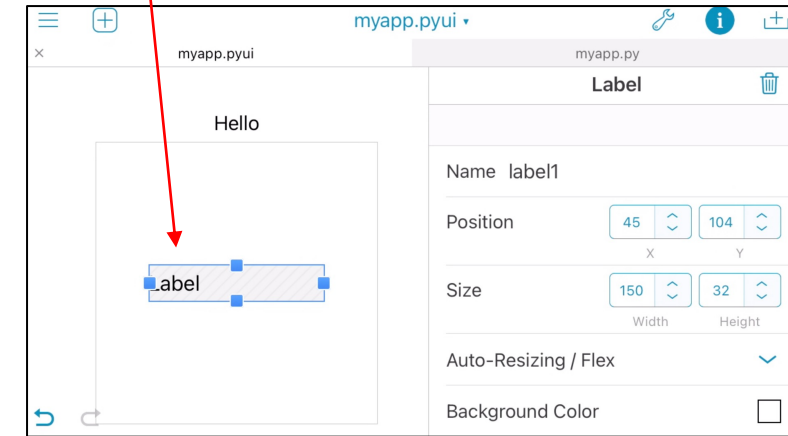 myapp.pyui ▾
i
× myapp.pyui myapp.py
Label
Hello
Name label1
Position 45 104
X Y
Label
Size 150 32
Width Height
Auto-Resizing / Flex
Background Color